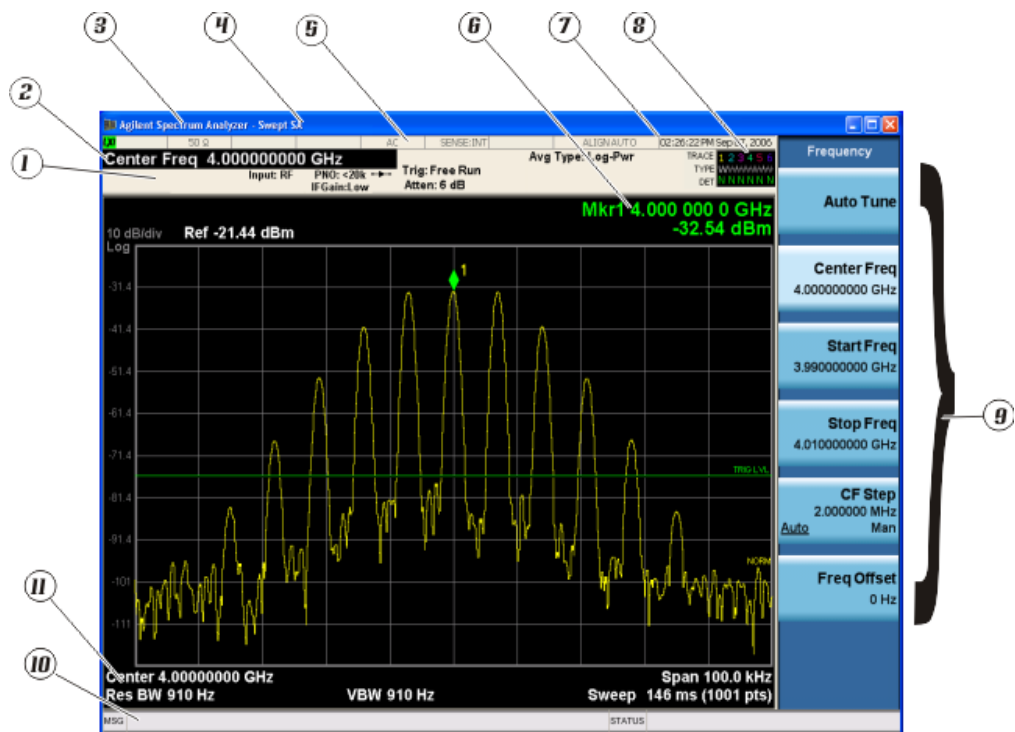 3 4 5 6 7 8
2
1
Agilent Spectrum Analyzer - Swept SA
50 Ω AC SENSE:INT ALIGN AUTO 02:26:22 PM Sep 07, 2006
Center Freq 4.000000000 GHz
Input: RF PNO: <20k
IFGain:Low
Trig: Free Run
Atten: 6 dB
Avg Type: Log-Pwr
TRACE 1 2 3 4 5 6
TYPE WWWWWW
DET N N N N N N
Mkr1 4.000 000 0 GHz
-32.54 dBm
10 dB/div Ref -21.44 dBm
Log
1
-31.4
-41.4
-51.4
-61.4
-71.4
-81.4
-91.4
-101
-111
TRIG LVL
NORM
Center 4.00000000 GHz
Span 100.0 kHz
Res BW 910 Hz
VBW 910 Hz
Sweep 146 ms (1001 pts)
MSG
STATUS
Frequency
Auto Tune
Center Freq
4.000000000 GHz
Start Freq
3.990000000 GHz
Stop Freq
4.010000000 GHz
CF Step
2.000000 MHz
Auto Man
Freq Offset
0 Hz
9
11
10